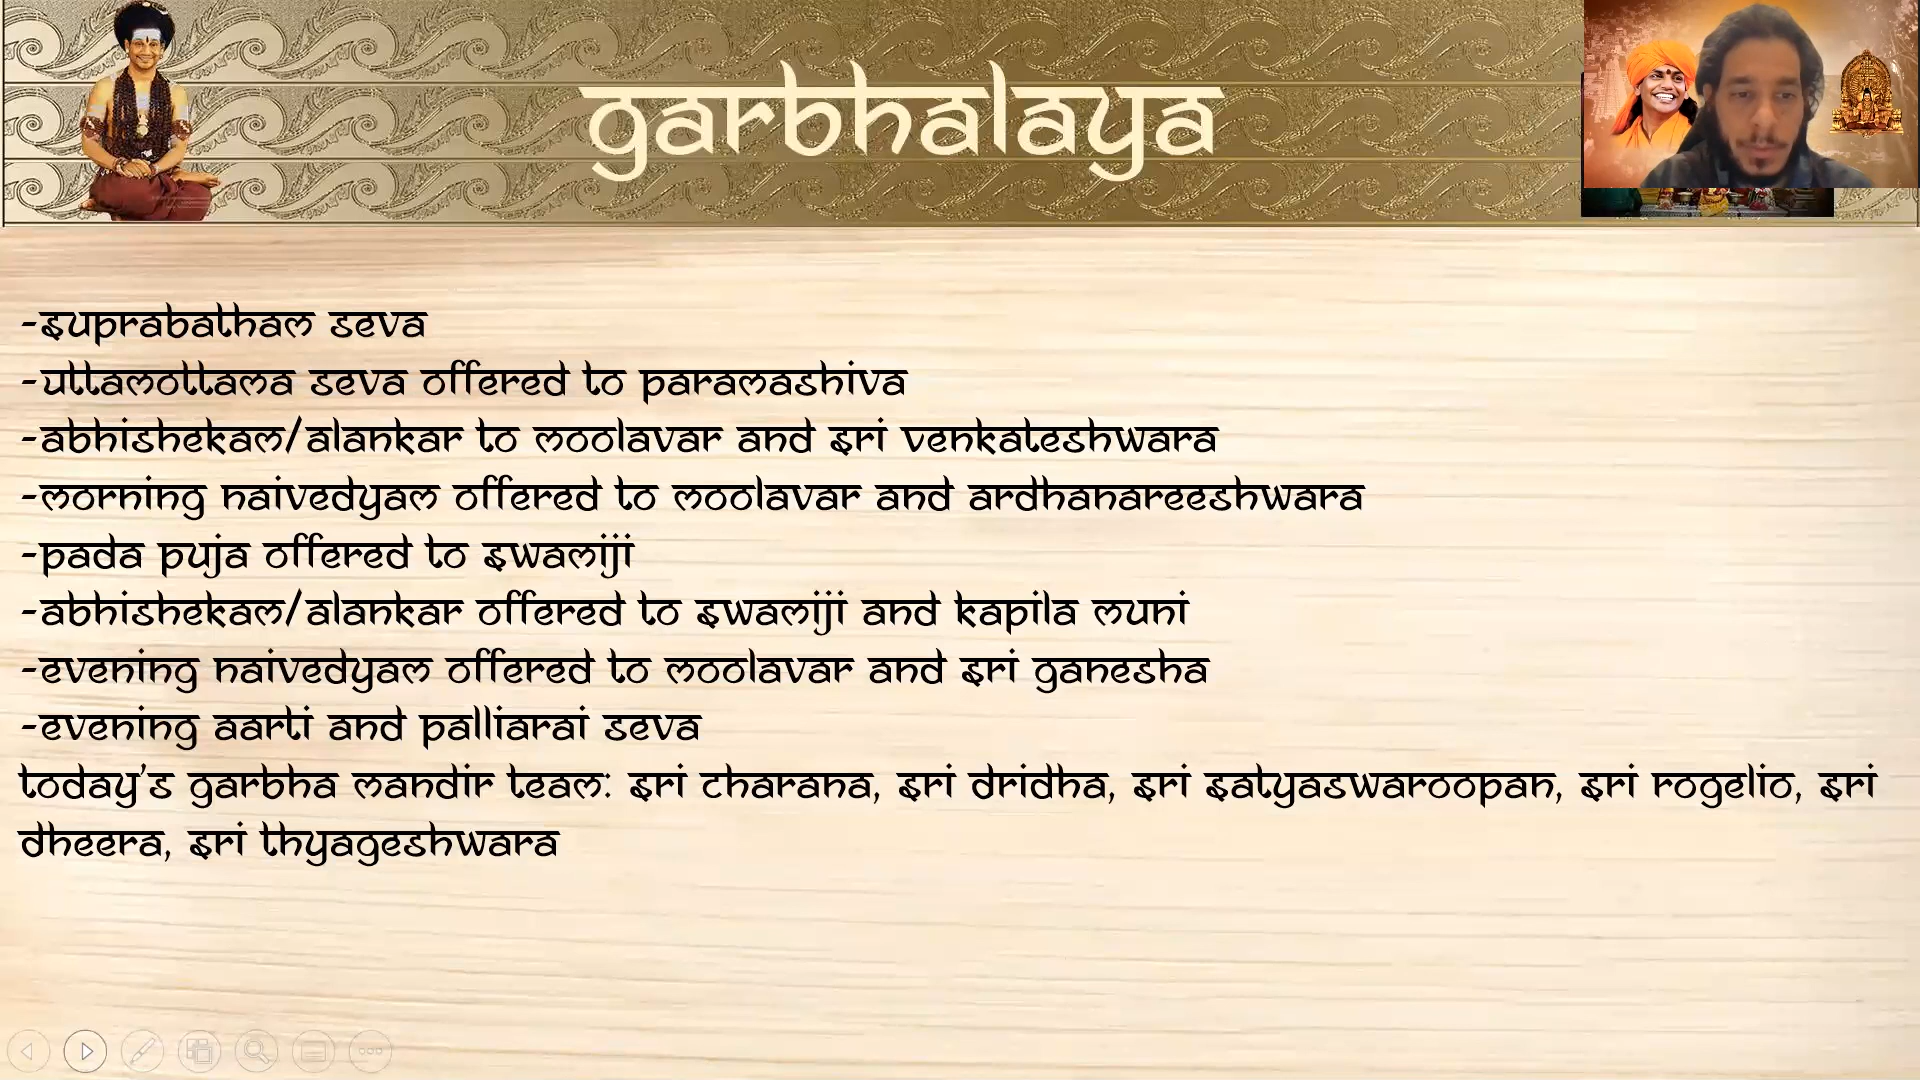 garbhalaya
-suprabatham seva
-uttamottama seva offered to paramashiva
-abhishekam/alankar to moolavar and sri venkateshwara
-morning naivedyam offered to moolavar and ardhanareeshwara
-pada puja offered to swamiji
-abhishekam/alankar offered to swamiji and kapila muni
-evening naivedyam offered to moolavar and sri ganesha
-evening aarti and palliarai seva
today's garbha mandir team: sri charana, sri dridha, sri satyaswaroopan, sri rogelio, sri
dheera, sri thyageshwara